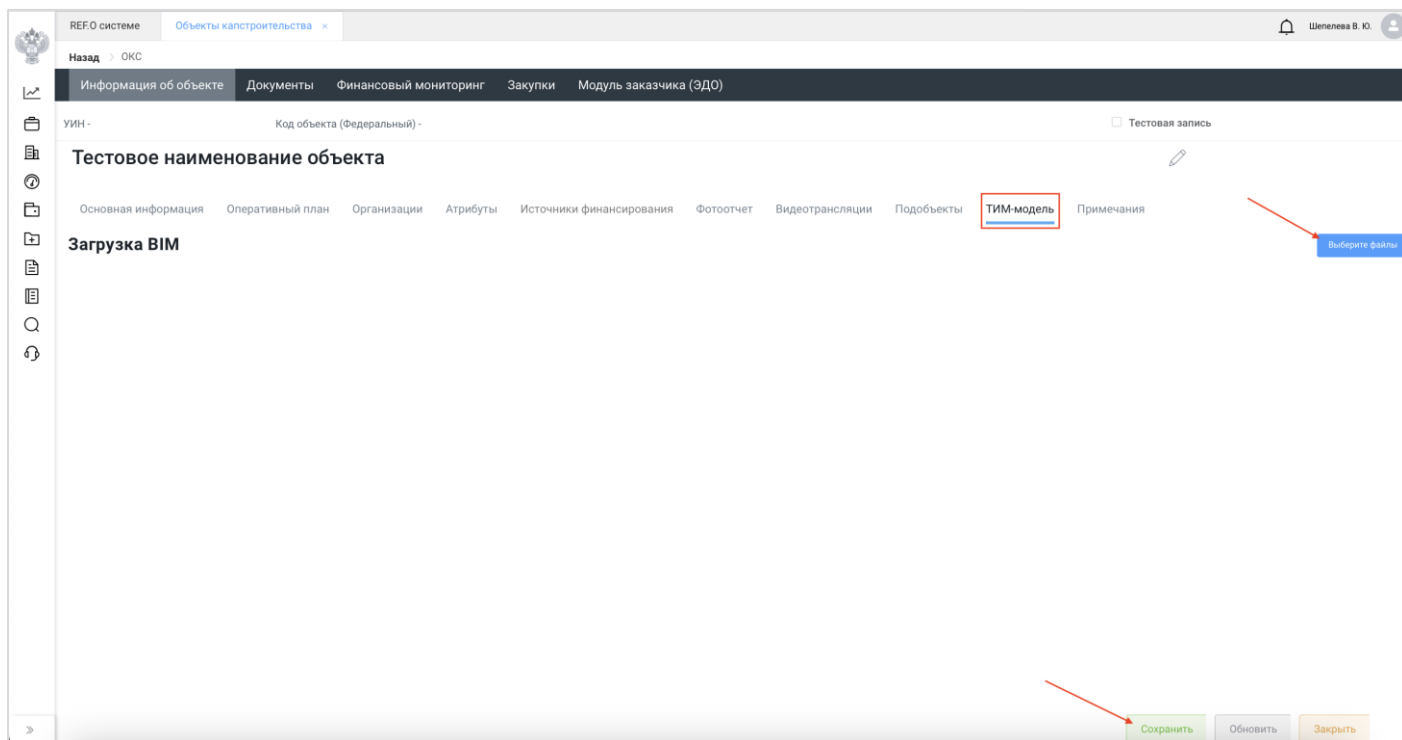 REF.О системе Объекты капстроительства × Шепелева В. Ю.
Назад > ОКС
Информация об объекте Документы Финансовый мониторинг Закупки Модуль заказчика (ЭДО)
УИН - Код объекта (Федеральный) - Тестовая запись
Тестовое наименование объекта
Основная информация Оперативный план Организации Атрибуты Источники финансирования Фотоотчет Видеотрансляции Подобъекты ТИМ-модель Примечания
Загрузка BIM Выберите файлы
Сохранить Обновить Закрыть